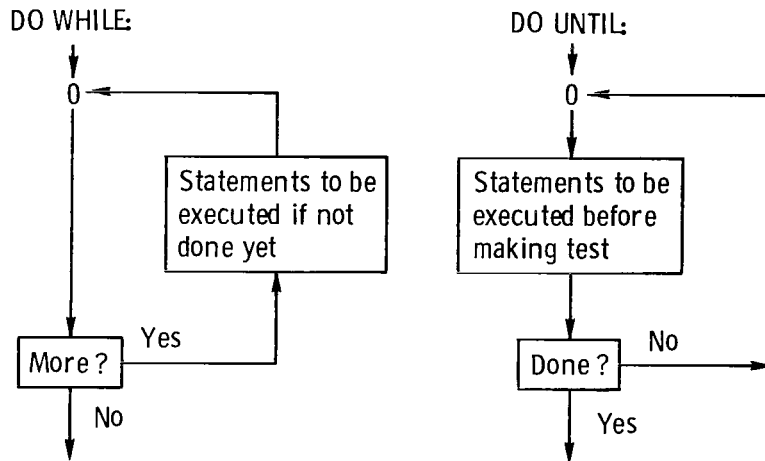 DO WHILE:
0
Statements to be
executed if not
done yet
More?
Yes
No
DO UNTIL:
0
Statements to be
executed before
making test
Done?
No
Yes